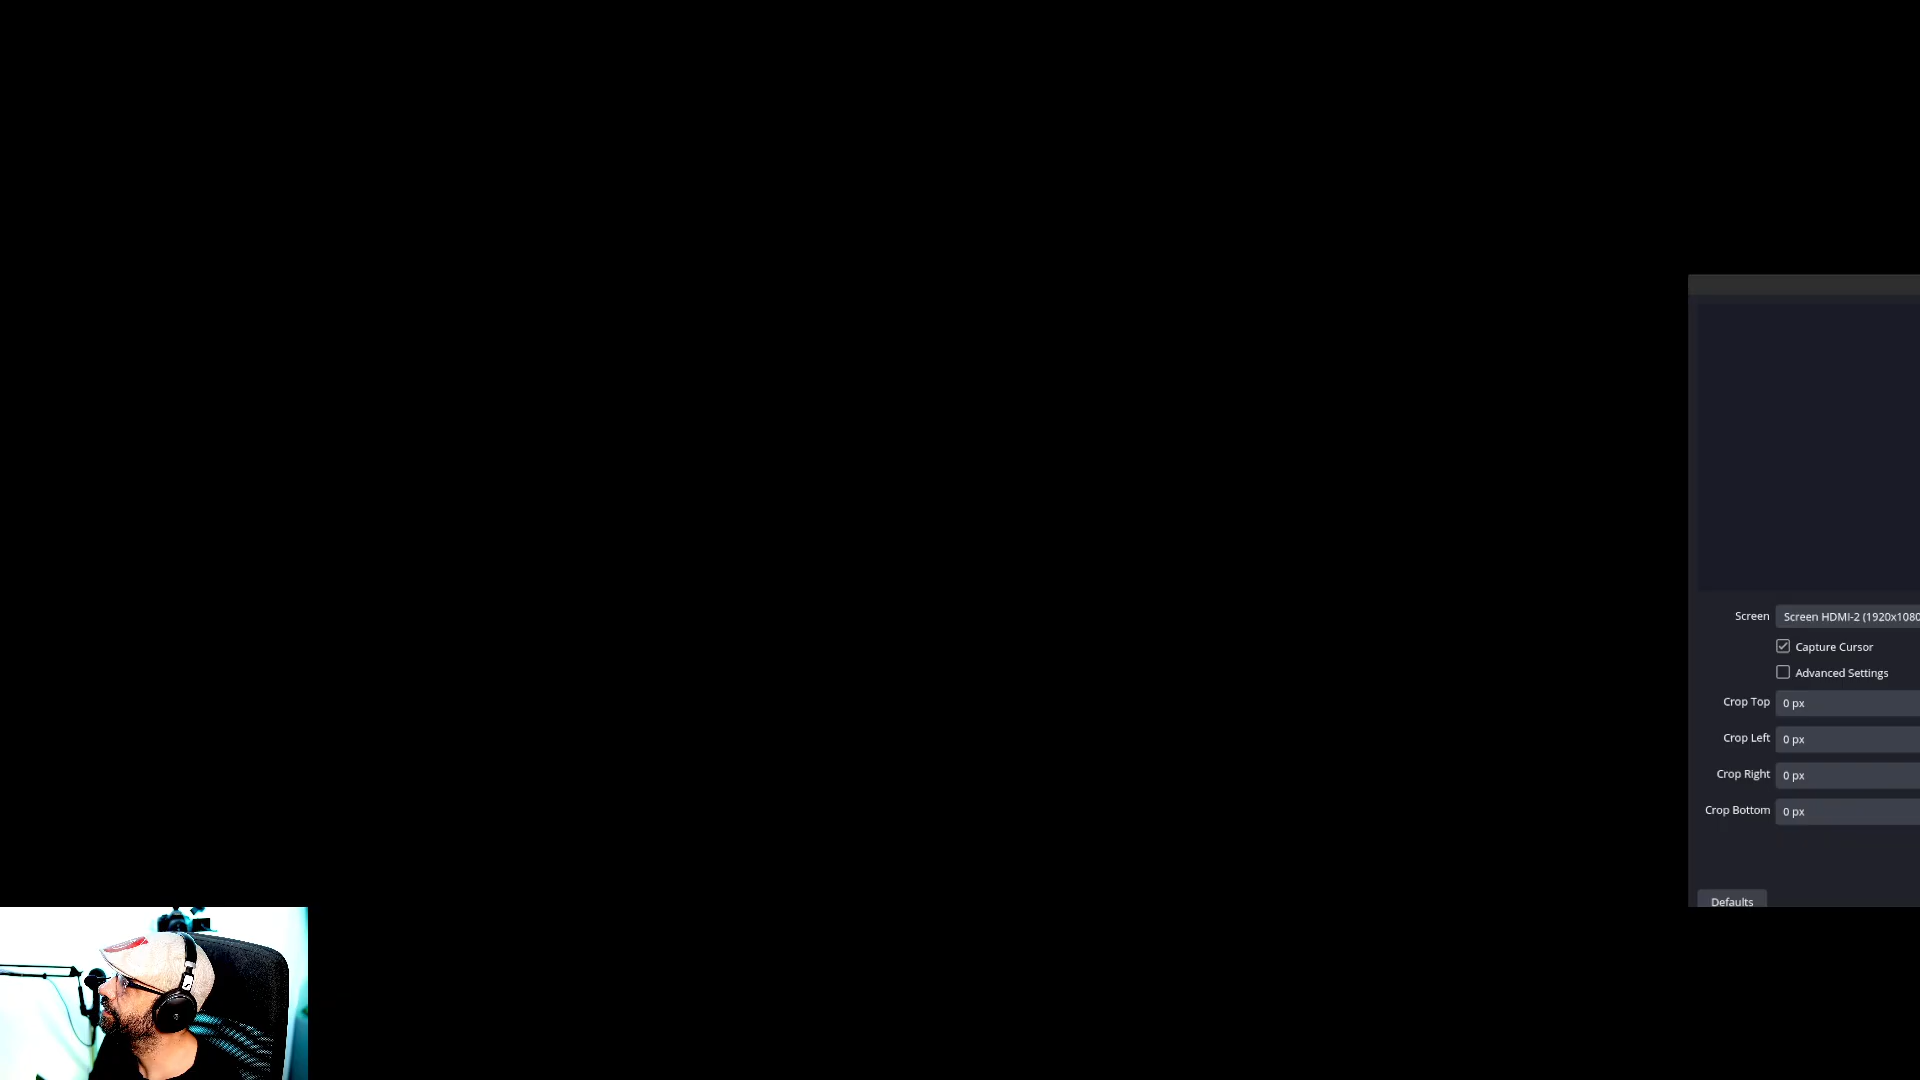 Screen Screen HDMI-2 (1920x1080
Capture Cursor
Advanced Settings
Crop Top 0 px
Crop Left 0 px
Crop Right 0 px
Crop Bottom 0 px
Defaults